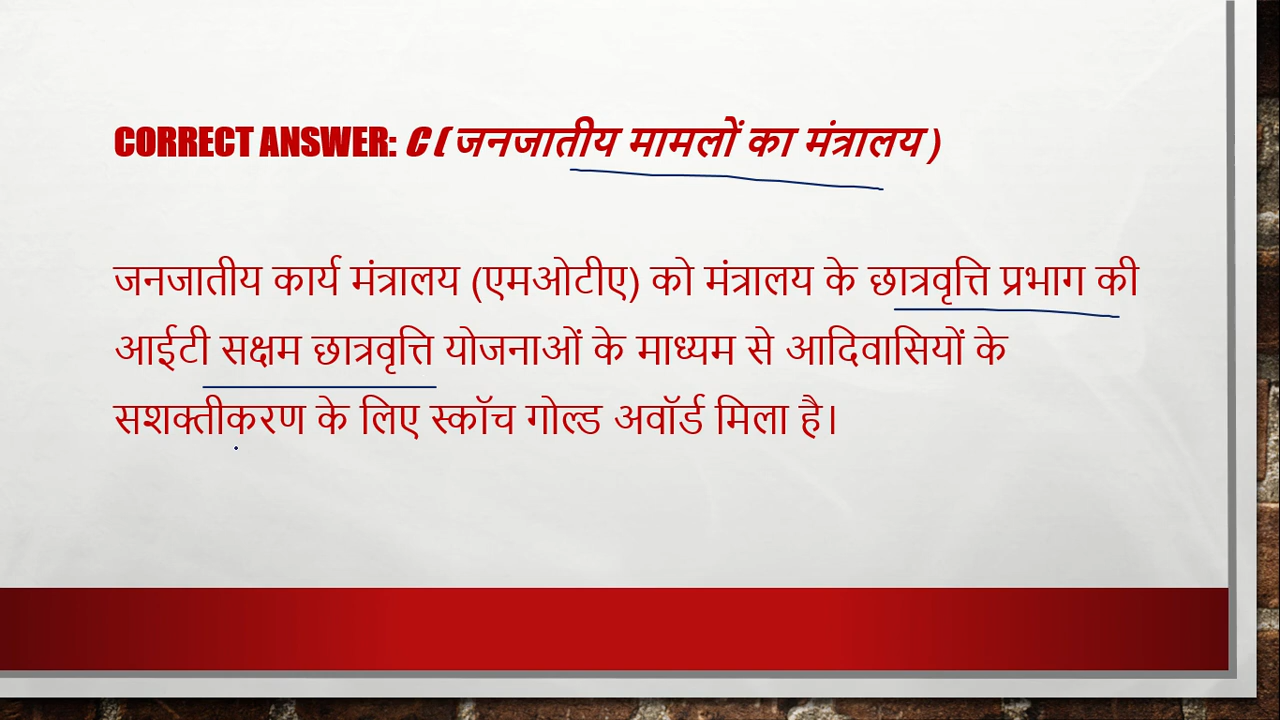 CORRECT ANSWER: C ( जनजातीय मामलों का मंत्रालय )
जनजातीय कार्य मंत्रालय (एमओटीए) को मंत्रालय के छात्रवृत्ति प्रभाग की
आईटी सक्षम छात्रवृत्ति योजनाओं के माध्यम से आदिवासियों के
सशक्तीकरण के लिए स्कॉच गोल्ड अवॉर्ड मिला है।